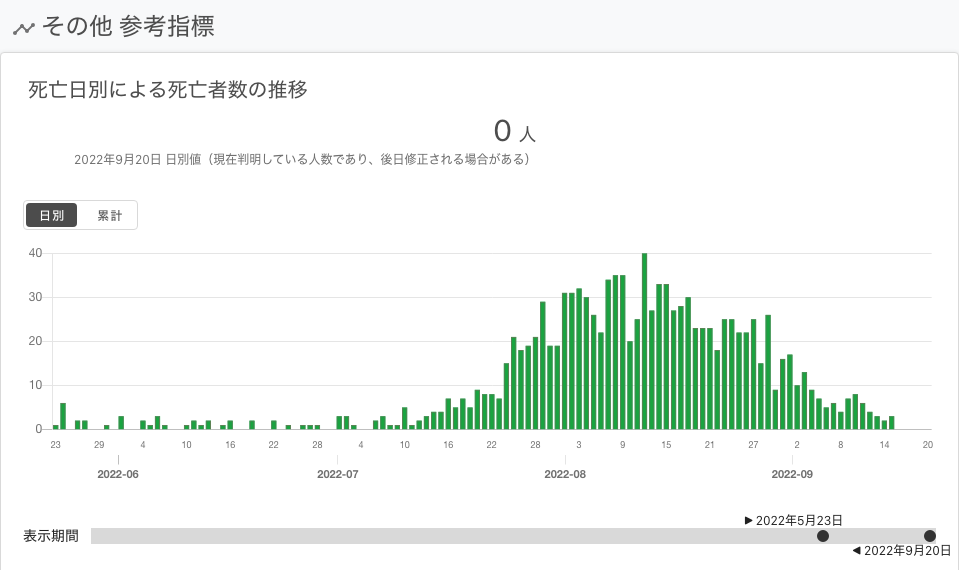 その他 参考指標
死亡日別による死亡者数の推移
0 人
2022年9月20日 日別値（現在判明している人数であり、後日修正される場合がある）
日別 累計
40
30
20
10
0
23 29 4 10 16 22 28 4 10 16 22 28 3 9 15 21 27 2 8 14 20
2022-06 2022-07 2022-08 2022-09
▶ 2022年5月23日
表示期間
◀ 2022年9月20日